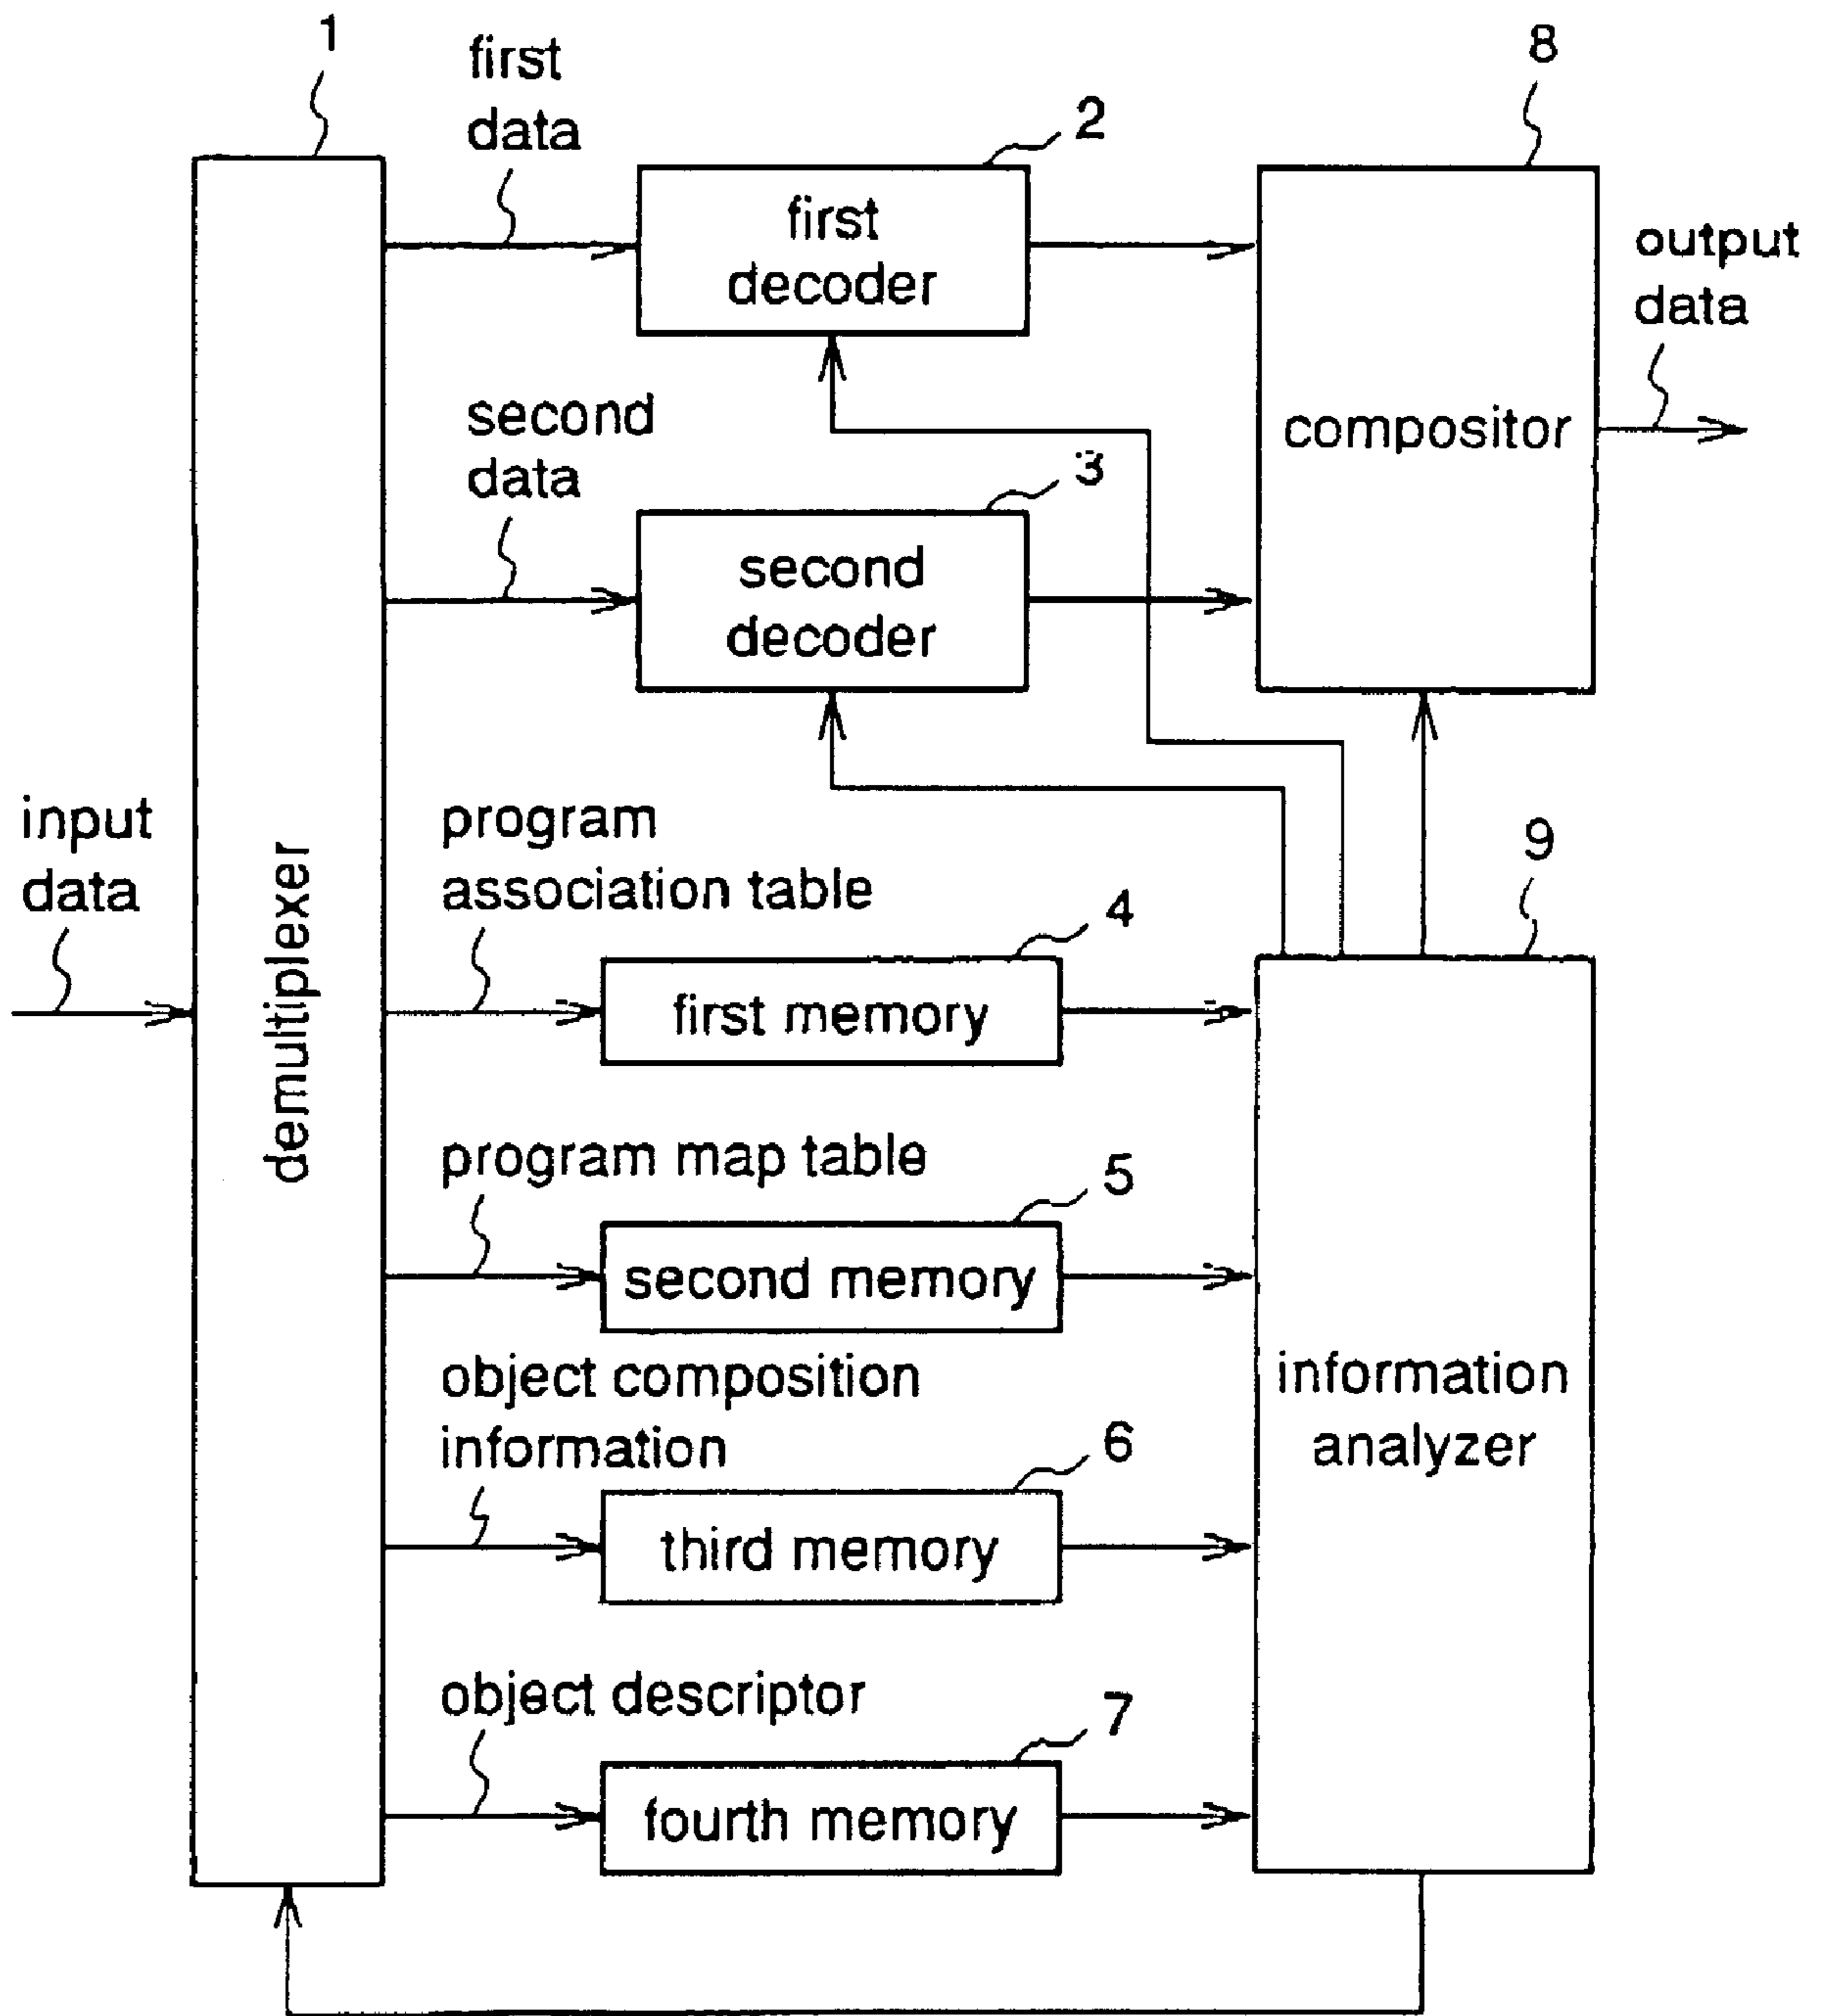 1
first
data
2
8
first
decoder
output
data
second
data
3
compositor
second
decoder
input
data
demultiplexer
program
association table
4
9
first memory
program map table
5
second memory
object composition
information
6
information
analyzer
third memory
object descriptor
7
fourth memory